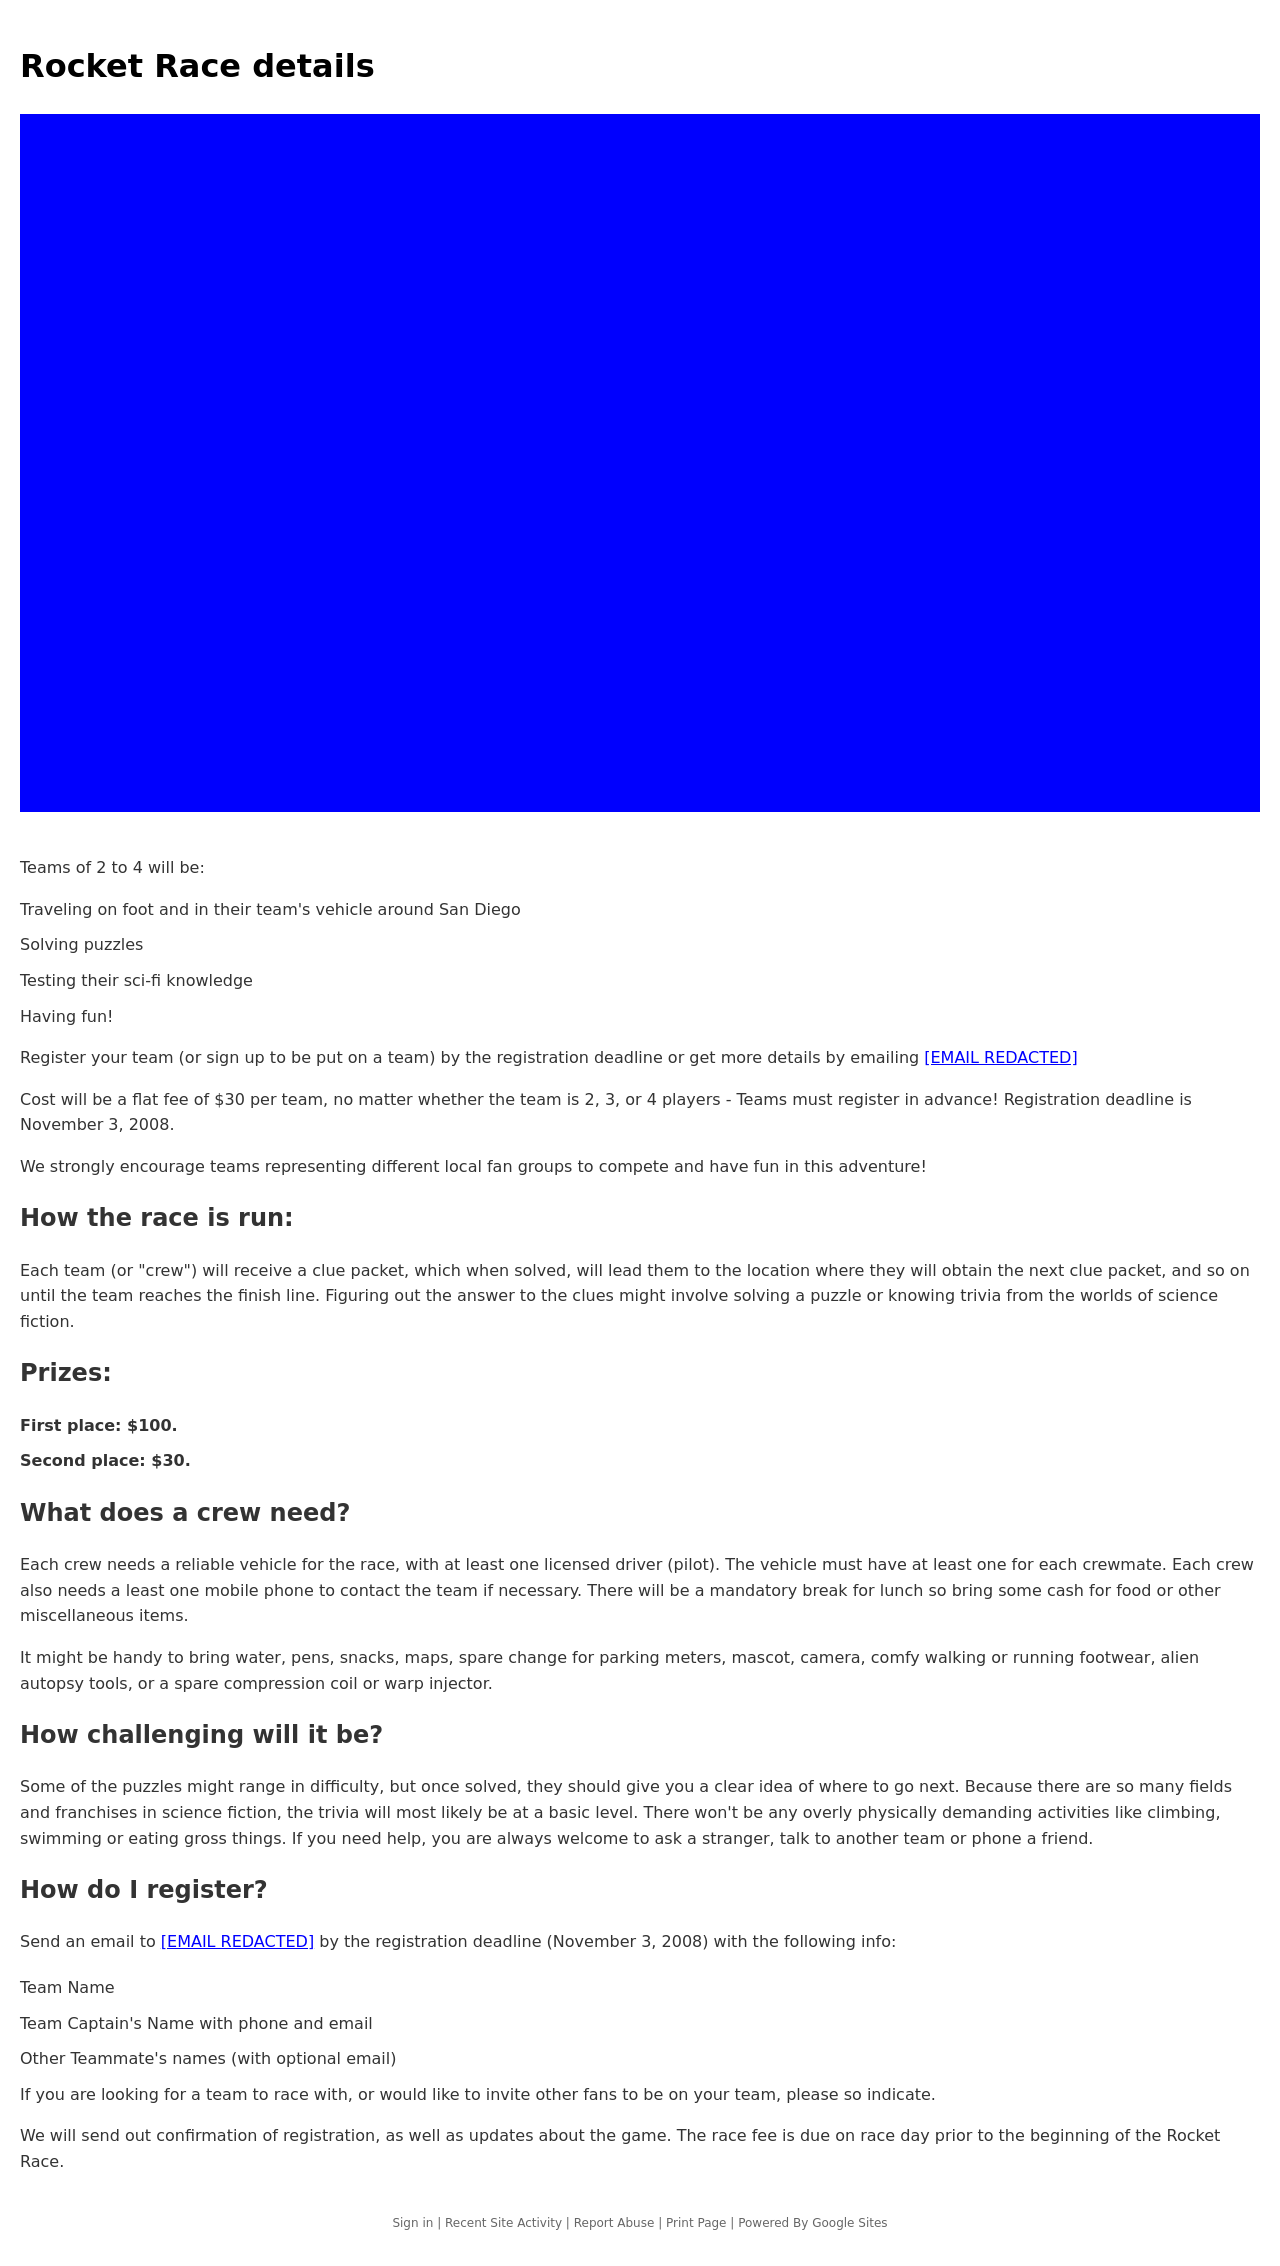 Rocket Race details
Teams of 2 to 4 will be:
Traveling on foot and in their team's vehicle around San Diego
Solving puzzles
Testing their sci-fi knowledge
Having fun!
Register your team (or sign up to be put on a team) by the registration deadline or get more details by emailing [EMAIL REDACTED]
Cost will be a flat fee of $30 per team, no matter whether the team is 2, 3, or 4 players - Teams must register in advance! Registration deadline is
November 3, 2008.
We strongly encourage teams representing different local fan groups to compete and have fun in this adventure!
How the race is run:
Each team (or "crew") will receive a clue packet, which when solved, will lead them to the location where they will obtain the next clue packet, and so on
until the team reaches the finish line. Figuring out the answer to the clues might involve solving a puzzle or knowing trivia from the worlds of science
fiction.
Prizes:
First place: $100.
Second place: $30.
What does a crew need?
Each crew needs a reliable vehicle for the race, with at least one licensed driver (pilot). The vehicle must have at least one for each crewmate. Each crew
also needs a least one mobile phone to contact the team if necessary. There will be a mandatory break for lunch so bring some cash for food or other
miscellaneous items.
It might be handy to bring water, pens, snacks, maps, spare change for parking meters, mascot, camera, comfy walking or running footwear, alien
autopsy tools, or a spare compression coil or warp injector.
How challenging will it be?
Some of the puzzles might range in difficulty, but once solved, they should give you a clear idea of where to go next. Because there are so many fields
and franchises in science fiction, the trivia will most likely be at a basic level. There won't be any overly physically demanding activities like climbing,
swimming or eating gross things. If you need help, you are always welcome to ask a stranger, talk to another team or phone a friend.
How do I register?
Send an email to [EMAIL REDACTED] by the registration deadline (November 3, 2008) with the following info:
Team Name
Team Captain's Name with phone and email
Other Teammate's names (with optional email)
If you are looking for a team to race with, or would like to invite other fans to be on your team, please so indicate.
We will send out confirmation of registration, as well as updates about the game. The race fee is due on race day prior to the beginning of the Rocket
Race.
Sign in | Recent Site Activity | Report Abuse | Print Page | Powered By Google Sites